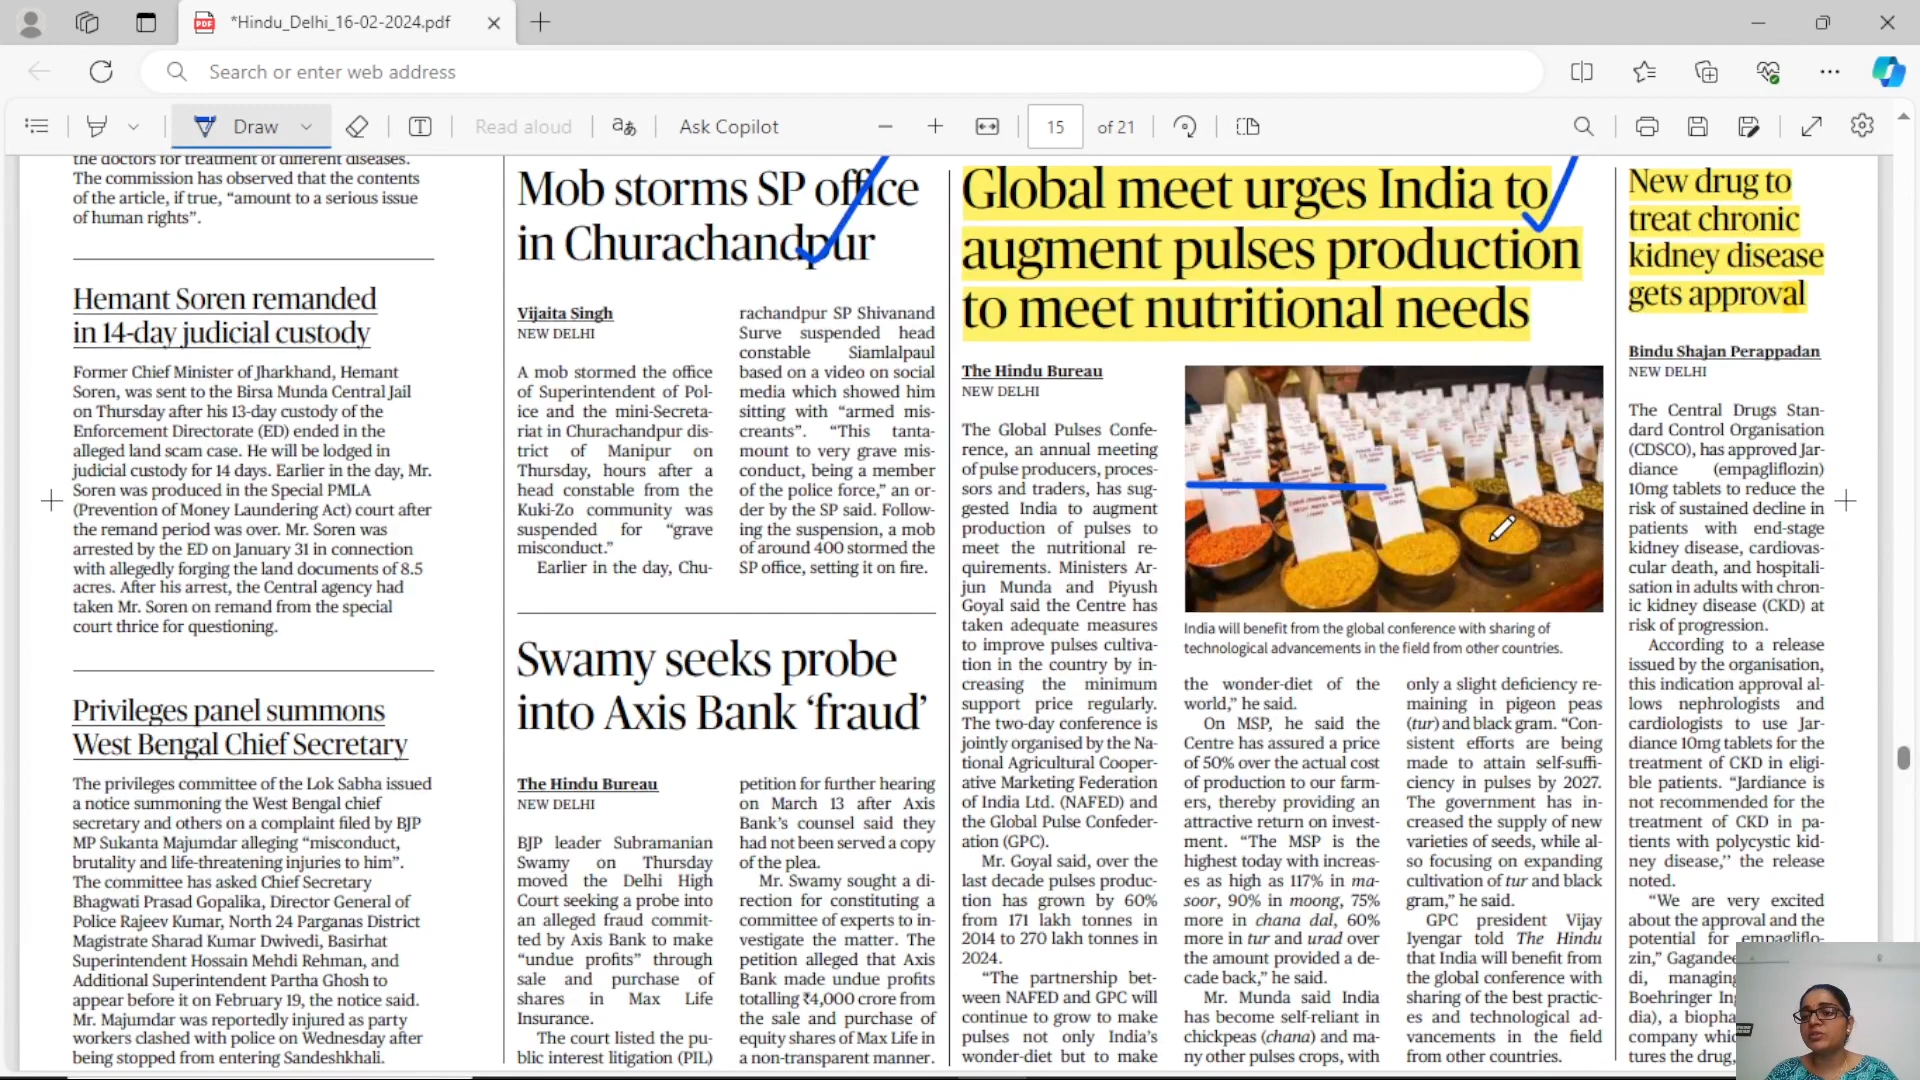 *Hindu_Delhi_16-02-2024.pdf
Search or enter web address
Draw
Read aloud
Ask Copilot
15
of 21
the doctors for treatment of different diseases.
The commission has observed that the contents
of the article, if true, “amount to a serious issue
of human rights”.
Hemant Soren remanded
in 14-day judicial custody
Former Chief Minister of Jharkhand, Hemant
Soren, was sent to the Birsa Munda Central Jail
on Thursday after his 13-day custody of the
Enforcement Directorate (ED) ended in the
alleged land scam case. He will be lodged in
judicial custody for 14 days. Earlier in the day, Mr.
Soren was produced in the Special PMLA
(Prevention of Money Laundering Act) court after
the remand period was over. Mr. Soren was
arrested by the ED on January 31 in connection
with allegedly forging the land documents of 8.5
acres. After his arrest, the Central agency had
taken Mr. Soren on remand from the special
court thrice for questioning.
Privileges panel summons
West Bengal Chief Secretary
The privileges committee of the Lok Sabha issued
a notice summoning the West Bengal chief
secretary and others on a complaint filed by BJP
MP Sukanta Majumdar alleging “misconduct,
brutality and life-threatening injuries to him”.
The committee has asked Chief Secretary
Bhagwati Prasad Gopalika, Director General of
Police Rajeev Kumar, North 24 Parganas District
Magistrate Sharad Kumar Dwivedi, Basirhat
Superintendent Hossain Mehdi Rehman, and
Additional Superintendent Partha Ghosh to
appear before it on February 19, the notice said.
Mr. Majumdar was reportedly injured as party
workers clashed with police on Wednesday after
being stopped from entering Sandeshkhali.
Mob storms SP office
in Churachandpur
Vijaita Singh
NEW DELHI
A mob stormed the office
of Superintendent of Pol-
ice and the mini-Secreta-
riat in Churachandpur dis-
trict of Manipur on
Thursday, hours after a
head constable from the
Kuki-Zo community was
suspended for “grave
misconduct.”
Earlier in the day, Chu-
rachandpur SP Shivanand
Surve suspended head
constable Siamlalpaul
based on a video on social
media which showed him
sitting with “armed mis-
creants”. “This tanta-
mount to very grave mis-
conduct, being a member
of the police force,” an or-
der by the SP said. Follow-
ing the suspension, a mob
of around 400 stormed the
SP office, setting it on fire.
Swamy seeks probe
into Axis Bank ‘fraud’
The Hindu Bureau
NEW DELHI
BJP leader Subramanian
Swamy on Thursday
moved the Delhi High
Court seeking a probe into
an alleged fraud commit-
ted by Axis Bank to make
“undue profits” through
sale and purchase of
shares in Max Life
Insurance.
The court listed the pu-
blic interest litigation (PIL)
petition for further hearing
on March 13 after Axis
Bank’s counsel said they
had not been served a copy
of the plea.
Mr. Swamy sought a di-
rection for constituting a
committee of experts to in-
vestigate the matter. The
petition alleged that Axis
Bank made undue profits
totalling ₹4,000 crore from
the sale and purchase of
equity shares of Max Life in
a non-transparent manner.
Global meet urges India to
augment pulses production
to meet nutritional needs
The Hindu Bureau
NEW DELHI
The Global Pulses Confe-
rence, an annual meeting
of pulse producers, proces-
sors and traders, has sug-
gested India to augment
production of pulses to
meet the nutritional re-
quirements. Ministers Ar-
jun Munda and Piyush
Goyal said the Centre has
taken adequate measures
to improve pulses cultiva-
tion in the country by in-
creasing the minimum
support price regularly.
The two-day conference is
jointly organised by the Na-
tional Agricultural Cooper-
ative Marketing Federation
of India Ltd. (NAFED) and
the Global Pulse Confeder-
ation (GPC).
Mr. Goyal said, over the
last decade pulses produc-
tion has grown by 60%
from 171 lakh tonnes in
2014 to 270 lakh tonnes in
2024.
“The partnership bet-
ween NAFED and GPC will
continue to grow to make
pulses not only India’s
wonder-diet but to make
India will benefit from the global conference with sharing of
technological advancements in the field from other countries.
the wonder-diet of the
world,” he said.
On MSP, he said the
Centre has assured a price
of 50% over the actual cost
of production to our farm-
ers, thereby providing an
attractive return on invest-
ment. “The MSP is the
highest today with increas-
es as high as 117% in ma-
soor, 90% in moong, 75%
more in chana dal, 60%
more in tur and urad over
the amount provided a de-
cade back,” he said.
Mr. Munda said India
has become self-reliant in
chickpeas (chana) and ma-
ny other pulses crops, with
only a slight deficiency re-
maining in pigeon peas
(tur) and black gram. “Con-
sistent efforts are being
made to attain self-suffi-
ciency in pulses by 2027.
The government has in-
creased the supply of new
varieties of seeds, while al-
so focusing on expanding
cultivation of tur and black
gram,” he said.
GPC president Vijay
Iyengar told The Hindu
that India will benefit from
the global conference with
sharing of the best practic-
es and technological ad-
vancements in the field
from other countries.
New drug to
treat chronic
kidney disease
gets approval
Bindu Shajan Perappadan
NEW DELHI
The Central Drugs Stan-
dard Control Organisation
(CDSCO), has approved Jar-
diance (empagliflozin)
10mg tablets to reduce the
risk of sustained decline in
patients with end-stage
kidney disease, cardiovas-
cular death, and hospitali-
sation in adults with chron-
ic kidney disease (CKD) at
risk of progression.
According to a release
issued by the organisation,
this indication approval al-
lows nephrologists and
cardiologists to use Jar-
diance 10mg tablets for the
treatment of CKD in eligi-
ble patients. “Jardiance is
not recommended for the
treatment of CKD in pa-
tients with polycystic kid-
ney disease,’’ the release
noted.
“We are very excited
about the approval and the
potential for empagliflo-
zin,” Gagandee
di, managing
Boehringer Ing
dia), a biopha
company whic
tures the drug,